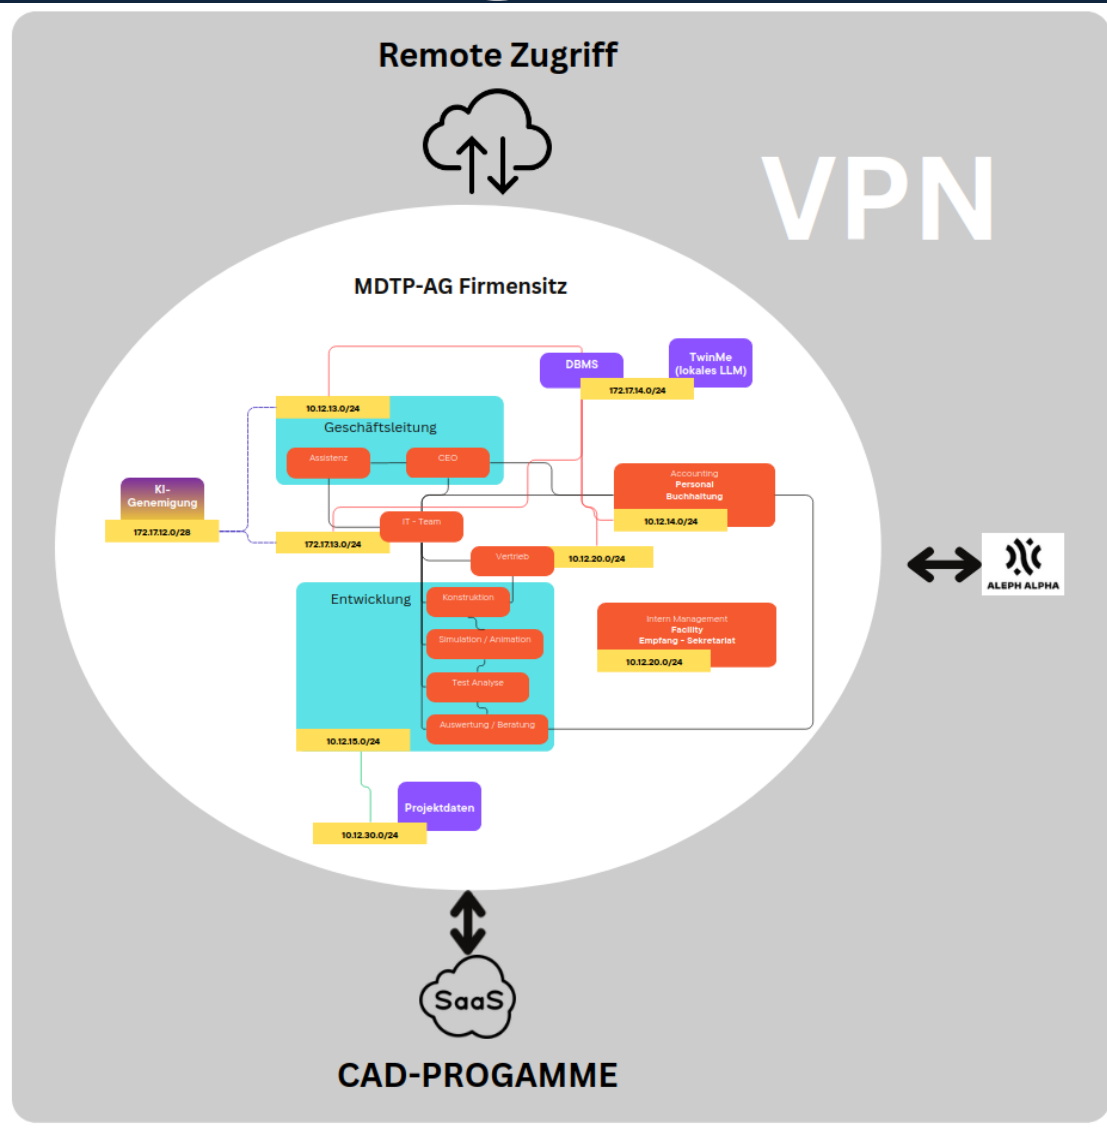 Remote Zugriff
VPN
MDTP-AG Firmensitz
DBMS
TwinMe
(lokales LLM)
172.17.14.0/24
10.12.13.0/24
Geschäftsleitung
Assistenz
CEO
Accounting
Personal
Buchhaltung
10.12.14.0/24
KI-
Genemigung
172.17.12.0/28
IT - Team
172.17.13.0/24
Vertrieb
10.12.20.0/24
Entwicklung
Konstruktion
Simulation / Animation
Test Analyse
Auswertung / Beratung
10.12.15.0/24
Intern Management
Facility
Empfang - Sekretariat
10.12.20.0/24
ALEPH ALPHA
Projektdaten
10.12.30.0/24
SaaS
CAD-PROGAMME